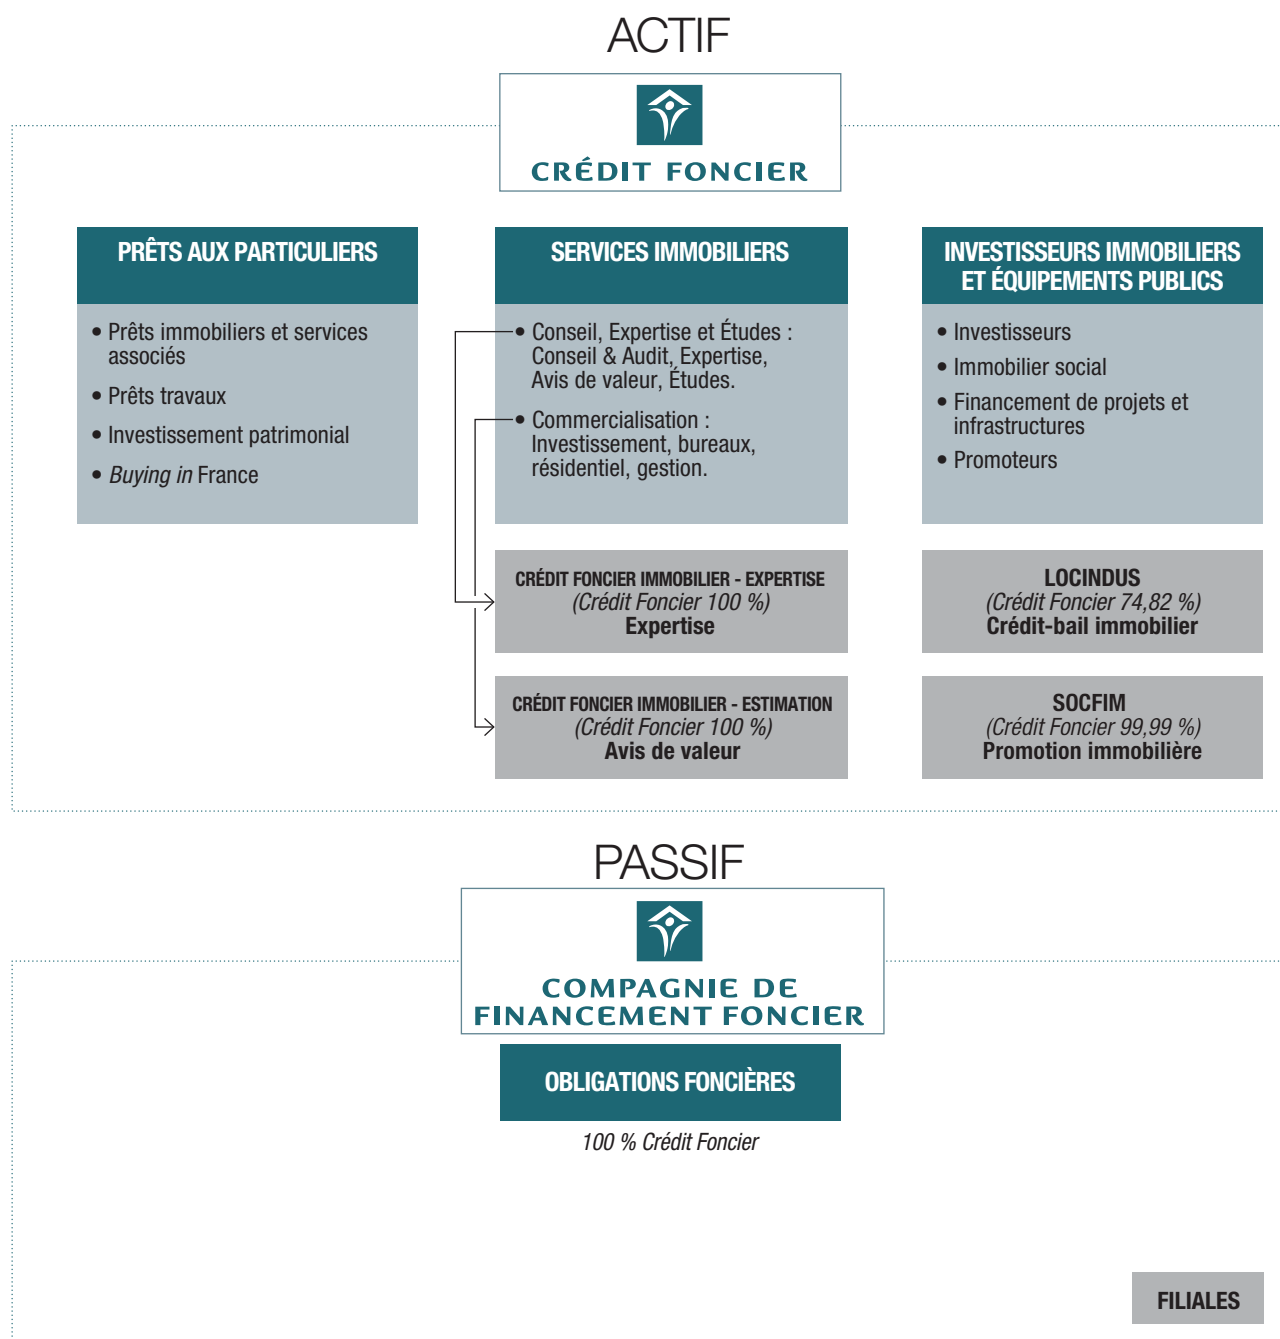 ACTIF
CRÉDIT FONCIER
PRÊTS AUX PARTICULIERS
• Prêts immobiliers et services
associés
• Prêts travaux
• Investissement patrimonial
• Buying in France
SERVICES IMMOBILIERS
• Conseil, Expertise et Études :
Conseil & Audit, Expertise,
Avis de valeur, Études.
• Commercialisation :
Investissement, bureaux,
résidentiel, gestion.
CRÉDIT FONCIER IMMOBILIER - EXPERTISE
(Crédit Foncier 100 %)
Expertise
CRÉDIT FONCIER IMMOBILIER - ESTIMATION
(Crédit Foncier 100 %)
Avis de valeur
INVESTISSEURS IMMOBILIERS
ET ÉQUIPEMENTS PUBLICS
• Investisseurs
• Immobilier social
• Financement de projets et
infrastructures
• Promoteurs
LOCINDUS
(Crédit Foncier 74,82 %)
Crédit-bail immobilier
SOCFIM
(Crédit Foncier 99,99 %)
Promotion immobilière
PASSIF
COMPAGNIE DE
FINANCEMENT FONCIER
OBLIGATIONS FONCIÈRES
100 % Crédit Foncier
FILIALES